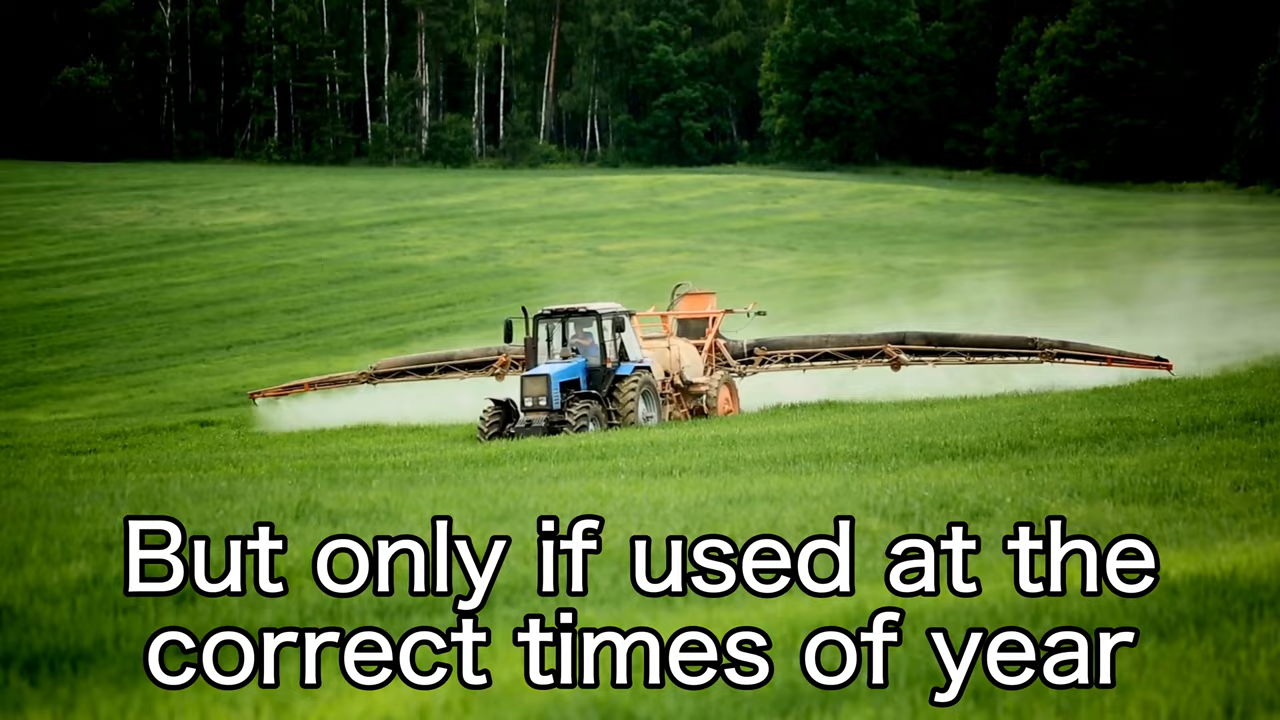 But only if used at the
correct times of year